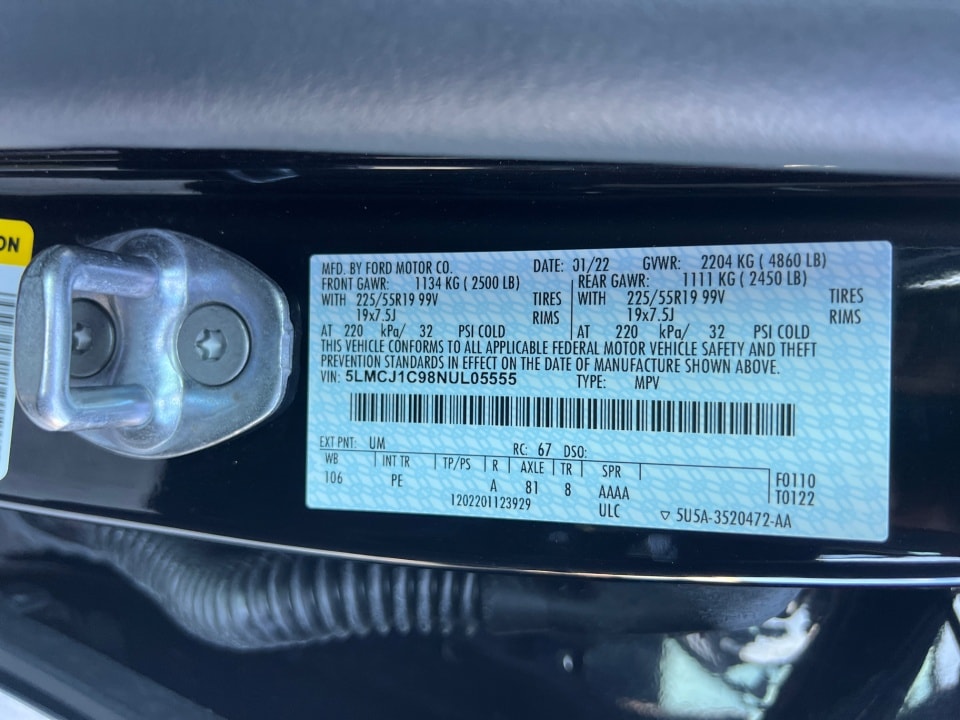 ON
MFD. BY FORD MOTOR CO. DATE: 01/22 GVWR: 2204 KG ( 4860 LB)
FRONT GAWR: 1134 KG ( 2500 LB) REAR GAWR: 1111 KG ( 2450 LB)
WITH 225/55R19 99V TIRES WITH 225/55R19 99V TIRES
19x7.5J RIMS 19x7.5J RIMS
AT 220 kPa/ 32 PSI COLD AT 220 kPa/ 32 PSI COLD
THIS VEHICLE CONFORMS TO ALL APPLICABLE FEDERAL MOTOR VEHICLE SAFETY AND THEFT
PREVENTION STANDARDS IN EFFECT ON THE DATE OF MANUFACTURE SHOWN ABOVE.
VIN: 5LMCJ1C98NUL05555 TYPE: MPV
EXT PNT: UM RC: 67 DSO:
WB INT TR TP/PS R AXLE TR SPR F0110
106 PE A 81 8 AAAA T0122
1202201123929 ULC ▽ 5U5A-3520472-AA